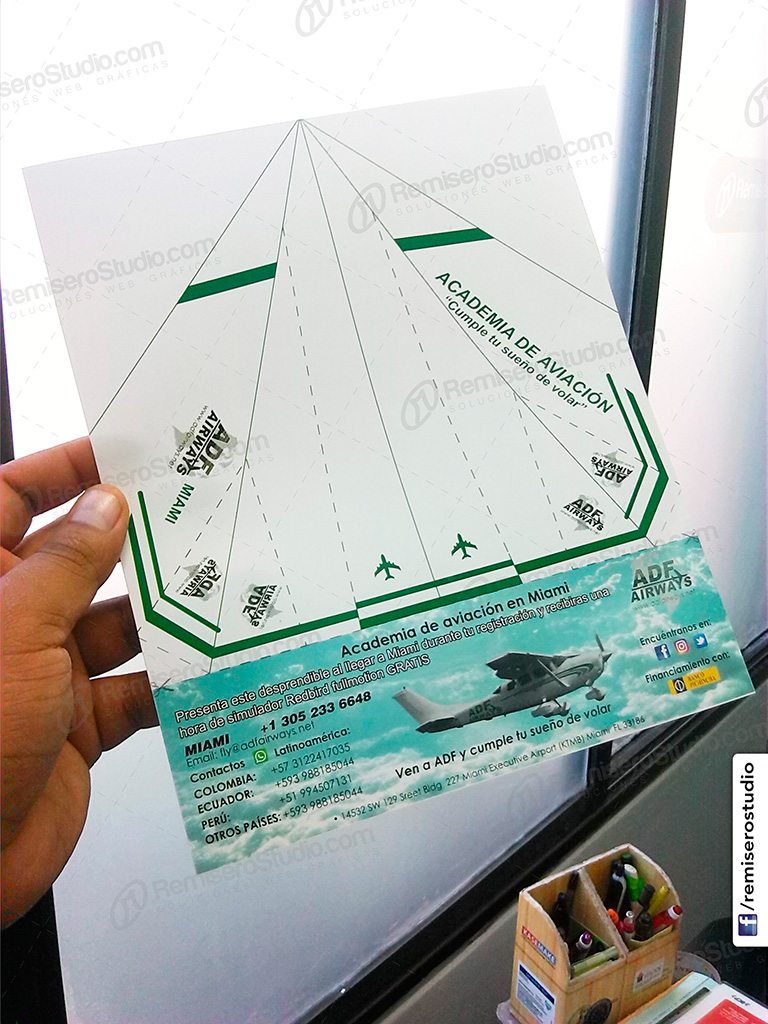 RemiseroStudio.com
SOLUCIONES WEB GRÁFICAS
ACADEMIA DE AVIACIÓN
"Cumple tu sueño de volar"
www.adfairways.net
ADF
AIRWAYS
MIAMI
ADF
AIRWAYS
ADF
AIRWAYS
ADF
AIRWAYS
ADF
AIRWAYS
Academia de aviación en Miami
Presenta este desprendible al llegar a Miami durante tu registración y recibiras una
hora de simulador Redbird fullmotion GRATIS
MIAMI +1 305 233 6648
Email: fly@adfairways.net
Contactos Latinoamérica:
COLOMBIA: +57 3122417035
ECUADOR: +593 988185044
PERÚ: +51 994507131
OTROS PAÍSES: +593 988185044
Ven a ADF y cumple tu sueño de volar
• 14532 SW 129 Street Bldg. 227 Miami Executive Airport (KTMB) Miami FL 33186
ADF
AIRWAYS
Encuéntranos en:
Financiamiento con:
BANCO
PICHINCHA
/remiserostudio